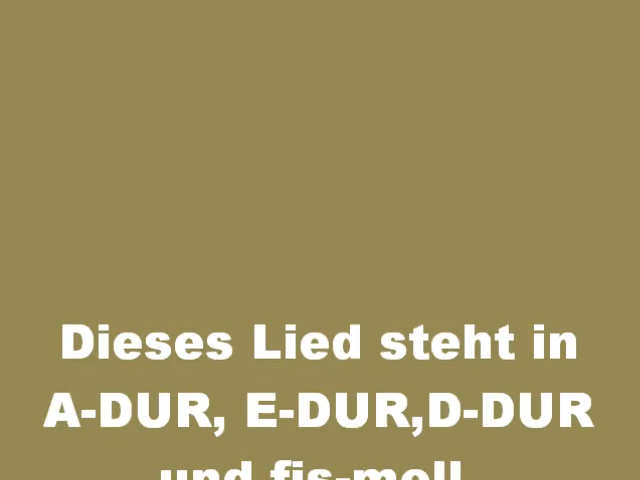 Dieses Lied steht in
A-DUR, E-DUR,D-DUR
und fis-moll